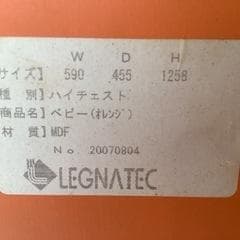 W D H
サイズ】 590 455 1258
種 別】 ハイチェスト
商品名】 ベビー(オレンジ)
材 質】 MDF
No. 20070804
LEGNATEC